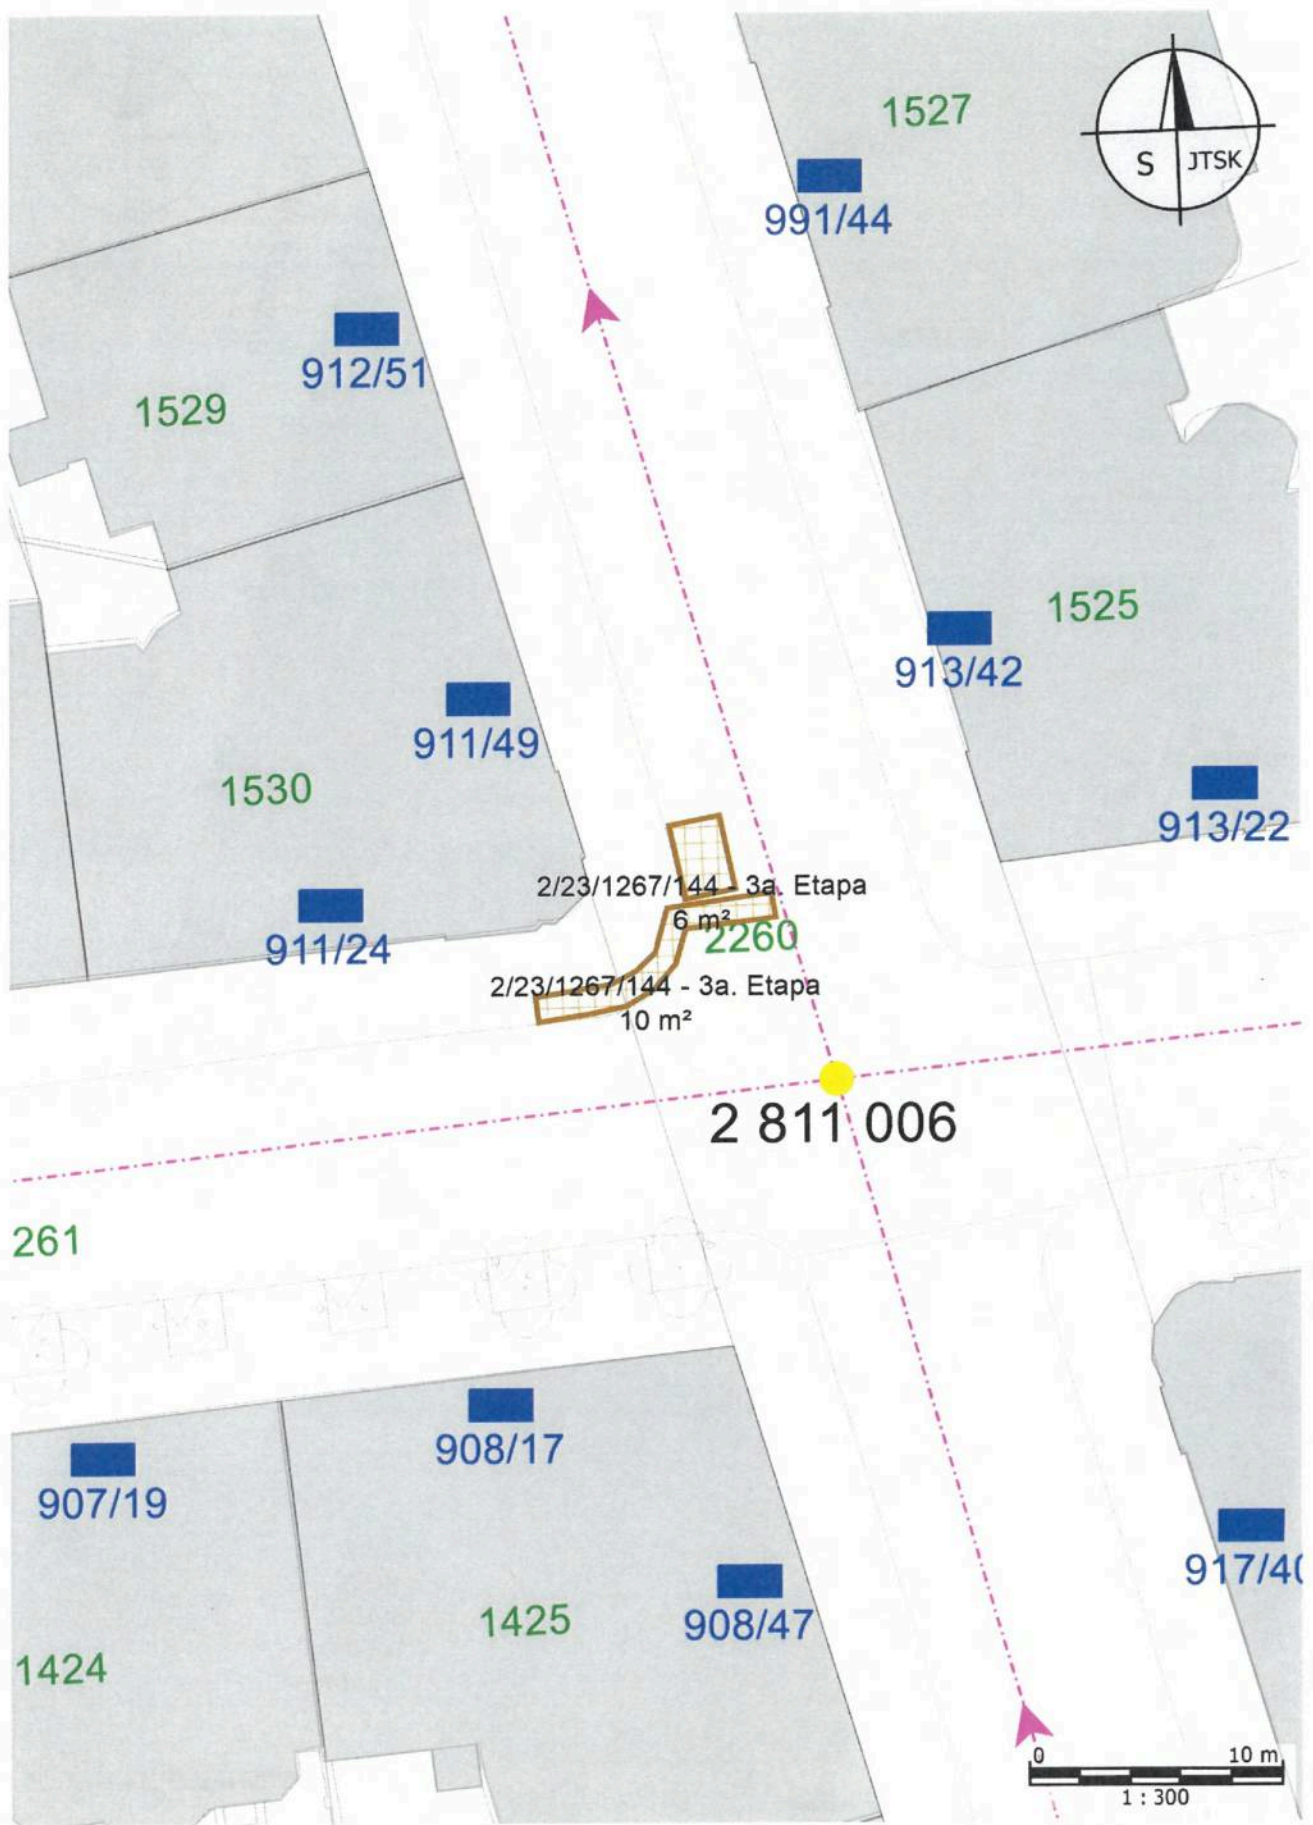 1527
S JTSK
991/44
912/51
1529
1525
913/42
911/49
1530
913/22
2/23/1267/144 - 3a. Etapa
6 m²
2260
911/24
2/23/1267/144 - 3a. Etapa
10 m²
2 811 006
261
908/17
907/19
917/40
908/47
1425
1424
0 10 m
1 : 300